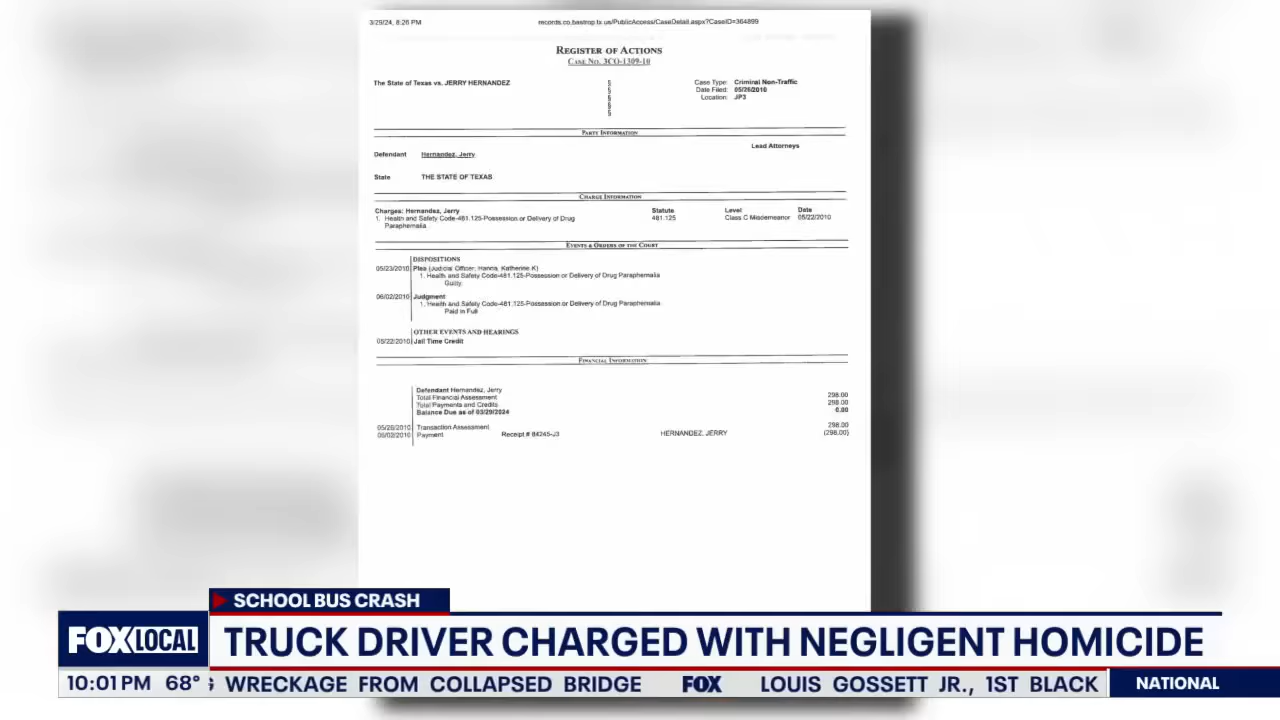 3/29/24, 8:26 PM records.co.bastrop.tx.us/PublicAccess/CaseDetail.aspx?CaseID=364899
REGISTER OF ACTIONS
CASE NO. 3CO-1309-10
The State of Texas vs. JERRY HERNANDEZ § Case Type: Criminal Non-Traffic
§ Date Filed: 05/26/2010
§ Location: JP3
§
§
PARTY INFORMATION
Lead Attorneys
Defendant Hernandez, Jerry
State THE STATE OF TEXAS
CHARGE INFORMATION
Charges: Hernandez, Jerry Statute Level Date
1. Health and Safety Code-481.125-Possession or Delivery of Drug 481.125 Class C Misdemeanor 05/22/2010
Paraphernalia
EVENTS & ORDERS OF THE COURT
DISPOSITIONS
05/23/2010 Plea (Judicial Officer: Hanna, Katherine K)
1. Health and Safety Code-481.125-Possession or Delivery of Drug Paraphernalia
Guilty
06/02/2010 Judgment
1. Health and Safety Code-481.125-Possession or Delivery of Drug Paraphernalia
Paid in Full
OTHER EVENTS AND HEARINGS
05/22/2010 Jail Time Credit
FINANCIAL INFORMATION
Defendant Hernandez, Jerry
Total Financial Assessment 298.00
Total Payments and Credits 298.00
Balance Due as of 03/29/2024 0.00
05/26/2010 Transaction Assessment 298.00
06/02/2010 Payment Receipt # 84245-J3 HERNANDEZ, JERRY (298.00)
SCHOOL BUS CRASH
FOX LOCAL
TRUCK DRIVER CHARGED WITH NEGLIGENT HOMICIDE
10:01 PM 68° WRECKAGE FROM COLLAPSED BRIDGE FOX LOUIS GOSSETT JR., 1ST BLACK NATIONAL